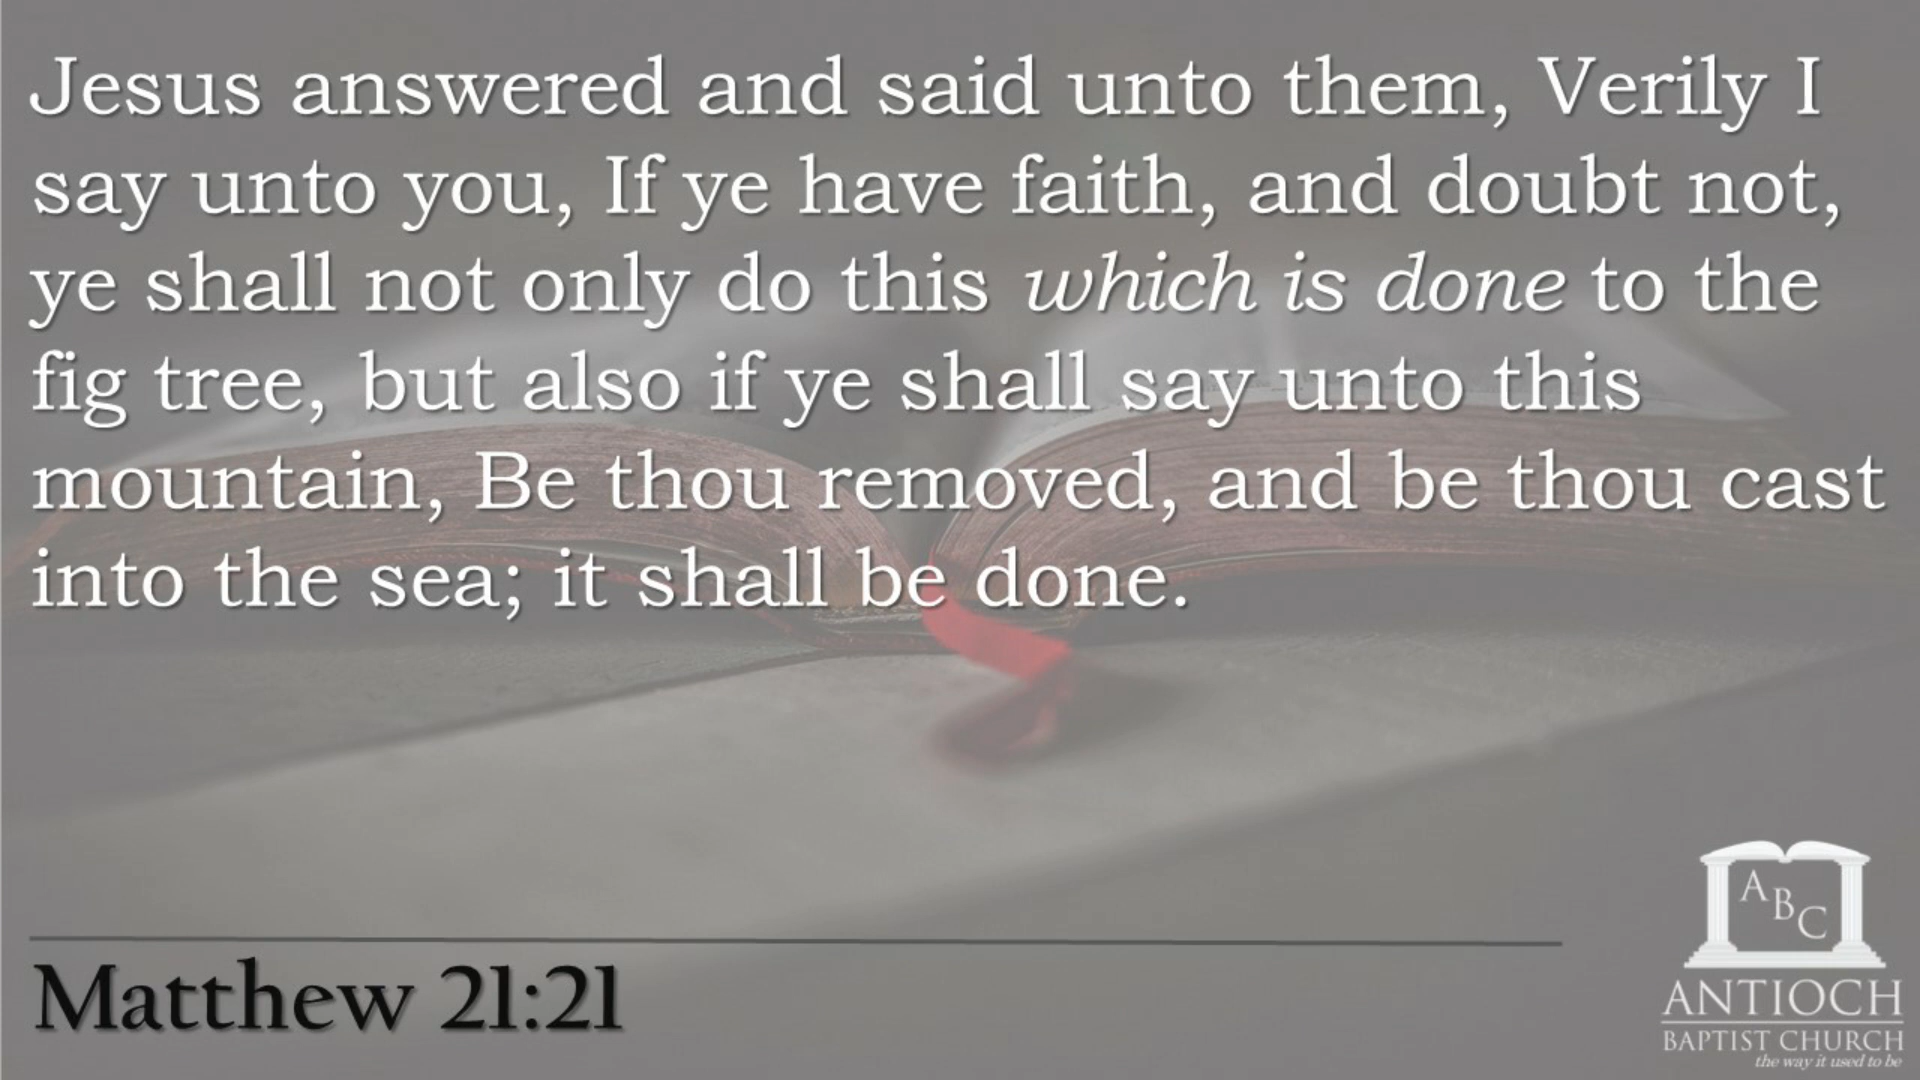 Jesus answered and said unto them, Verily I
say unto you, If ye have faith, and doubt not,
ye shall not only do this which is done to the
fig tree, but also if ye shall say unto this
mountain, Be thou removed, and be thou cast
into the sea; it shall be done.
Matthew 21:21
ABC
ANTIOCH
BAPTIST CHURCH
the way it used to be